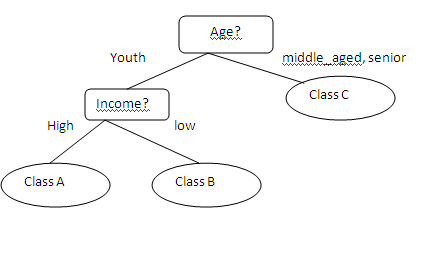 Age?
Youth
middle_aged, senior
Income?
Class C
High
low
Class A
Class B